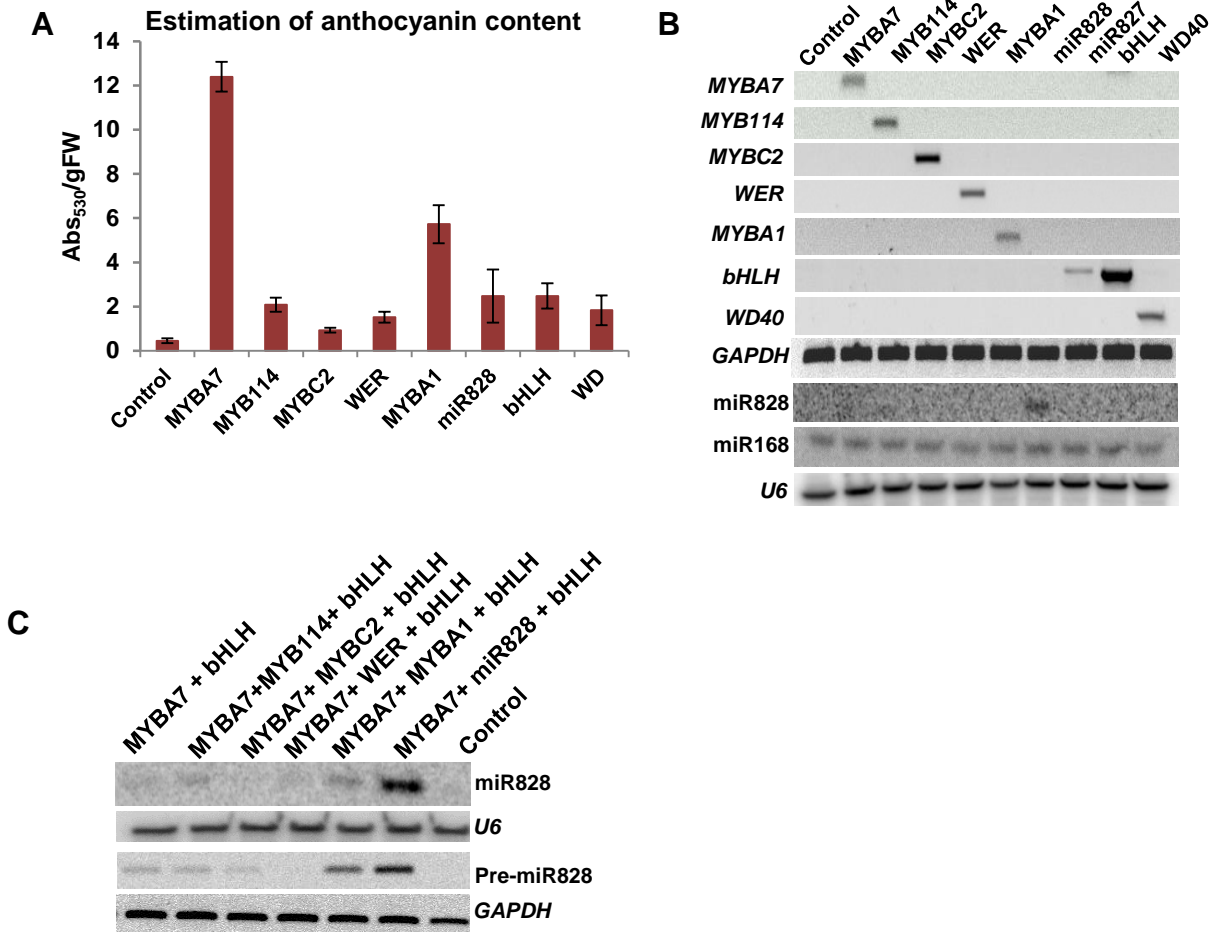 A
Estimation of anthocyanin content
Abs530/gFW
14
12
10
8
6
4
2
0
Control
MYBA7
MYB114
MYBC2
WER
MYBA1
miR828
bHLH
WD
B
Control
MYBA7
MYB114
MYBC2
WER
MYBA1
miR828
miR827
bHLH
WD40
MYBA7
MYB114
MYBC2
WER
MYBA1
bHLH
WD40
GAPDH
miR828
miR168
U6
C
MYBA7 + bHLH
MYBA7+MYB114+ bHLH
MYBA7+ MYBC2 + bHLH
MYBA7+ WER + bHLH
MYBA7+ MYBA1 + bHLH
MYBA7+ miR828 + bHLH
Control
miR828
U6
Pre-miR828
GAPDH